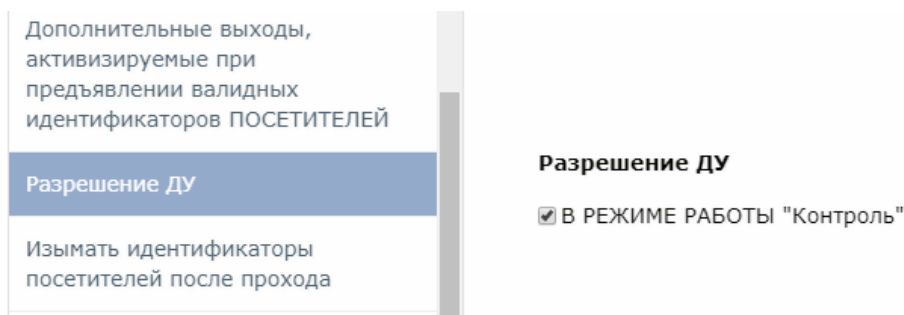 Дополнительные выходы,
активизируемые при
предъявлении валидных
идентификаторов ПОСЕТИТЕЛЕЙ
Разрешение ДУ
Изымать идентификаторы
посетителей после прохода
Разрешение ДУ
В РЕЖИМЕ РАБОТЫ "Контроль"